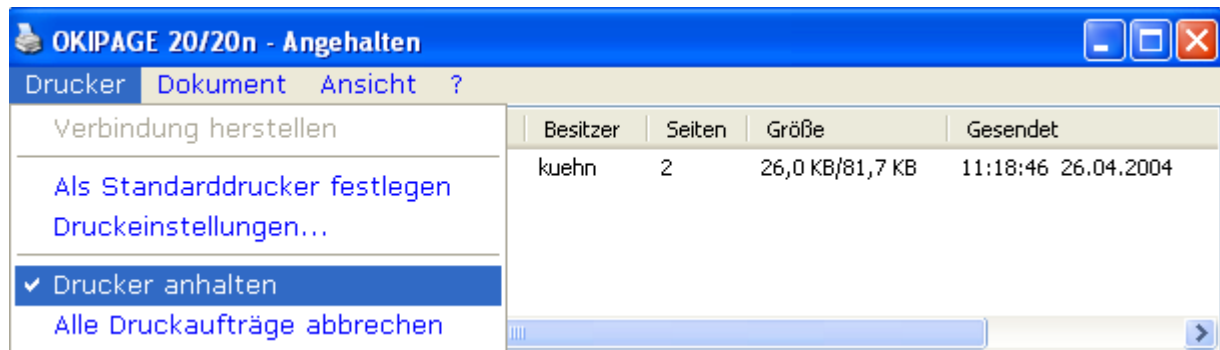 OKIPAGE 20/20n - Angehalten
Drucker Dokument Ansicht ?
Verbindung herstellen
Besitzer Seiten Größe Gesendet
kuehn 2 26,0 KB/81,7 KB 11:18:46 26.04.2004
Als Standarddrucker festlegen
Druckeinstellungen...
Drucker anhalten
Alle Druckaufträge abbrechen